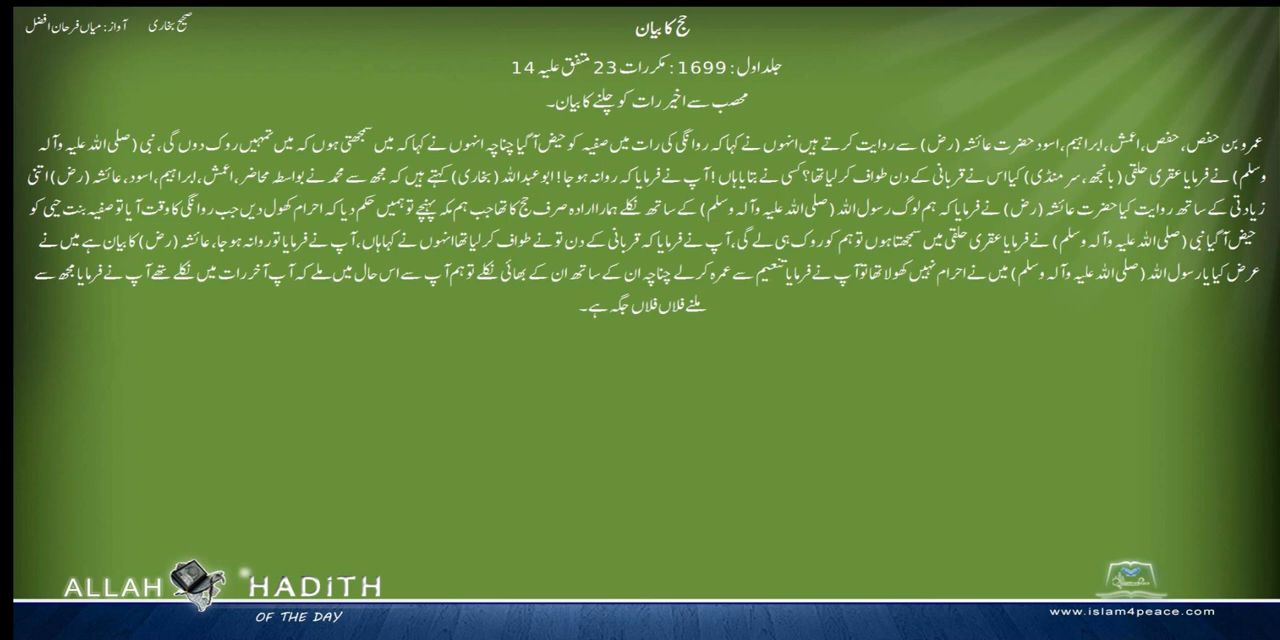 صحیح بخاری
آواز: میاں فرحان افضل
حج کا بیان
جلد اول : 1699 : مکررات 23 متفق علیہ 14
محصب سے اخیر رات کو چلنے کا بیان۔
عمرو بن حفص، حفص، اعمش، ابراہیم، اسود حضرت عائشہ (رض) سے روایت کرتے ہیں انہوں نے کہا کہ روانگی کی رات میں صفیہ کو حیض آ گیا چناچہ انہوں نے کہا کہ میں سمجھتی ہوں کہ میں تمہیں روک دوں گی، نبی (صلی اللہ علیہ وآلہ
وسلم) نے فرمایا عقری حلقی (بانجھ، سر منڈی) کیا اس نے قربانی کے دن طواف کر لیا تھا؟ کسی نے بتایا ہاں! آپ نے فرمایا کہ روانہ ہو جا!! ابو عبداللہ (بخاری) کہتے ہیں کہ مجھ سے محمد نے بواسطہ محاضر، اعمش، ابراہیم، اسود، عائشہ (رض) اتنی
زیادتی کے ساتھ روایت کیا حضرت عائشہ (رض) نے فرمایا کہ ہم لوگ رسول اللہ (صلی اللہ علیہ وآلہ وسلم) کے ساتھ نکلے ہمارا ارادہ صرف حج کا تھا جب ہم مکہ پہنچے تو ہمیں حکم دیا کہ احرام کھول دیں جب روانگی کا وقت آیا تو صفیہ بنت حیی کو
حیض آ گیا نبی (صلی اللہ علیہ وآلہ وسلم) نے فرمایا عقری حلقی میں سمجھتا ہوں تو ہم کو روک ہی لے گی، آپ نے فرمایا کہ قربانی کے دن تو نے طواف کر لیا تھا انہوں نے کہا ہاں، آپ نے فرمایا تو روانہ ہو جا، عائشہ (رض) کا بیان ہے میں نے
عرض کیا یا رسول اللہ (صلی اللہ علیہ وآلہ وسلم) میں نے احرام نہیں کھولا تھا تو آپ نے فرمایا تنعیم سے عمرہ کر لے چناچہ ان کے ساتھ ان کے بھائی نکلے تو ہم آپ سے اس حال میں ملے کہ آپ آخر رات میں نکلے تھے آپ نے فرمایا مجھ سے
ملنے فلاں فلاں جگہ ہے۔
ALLAH HADITH
OF THE DAY
www.islam4peace.com